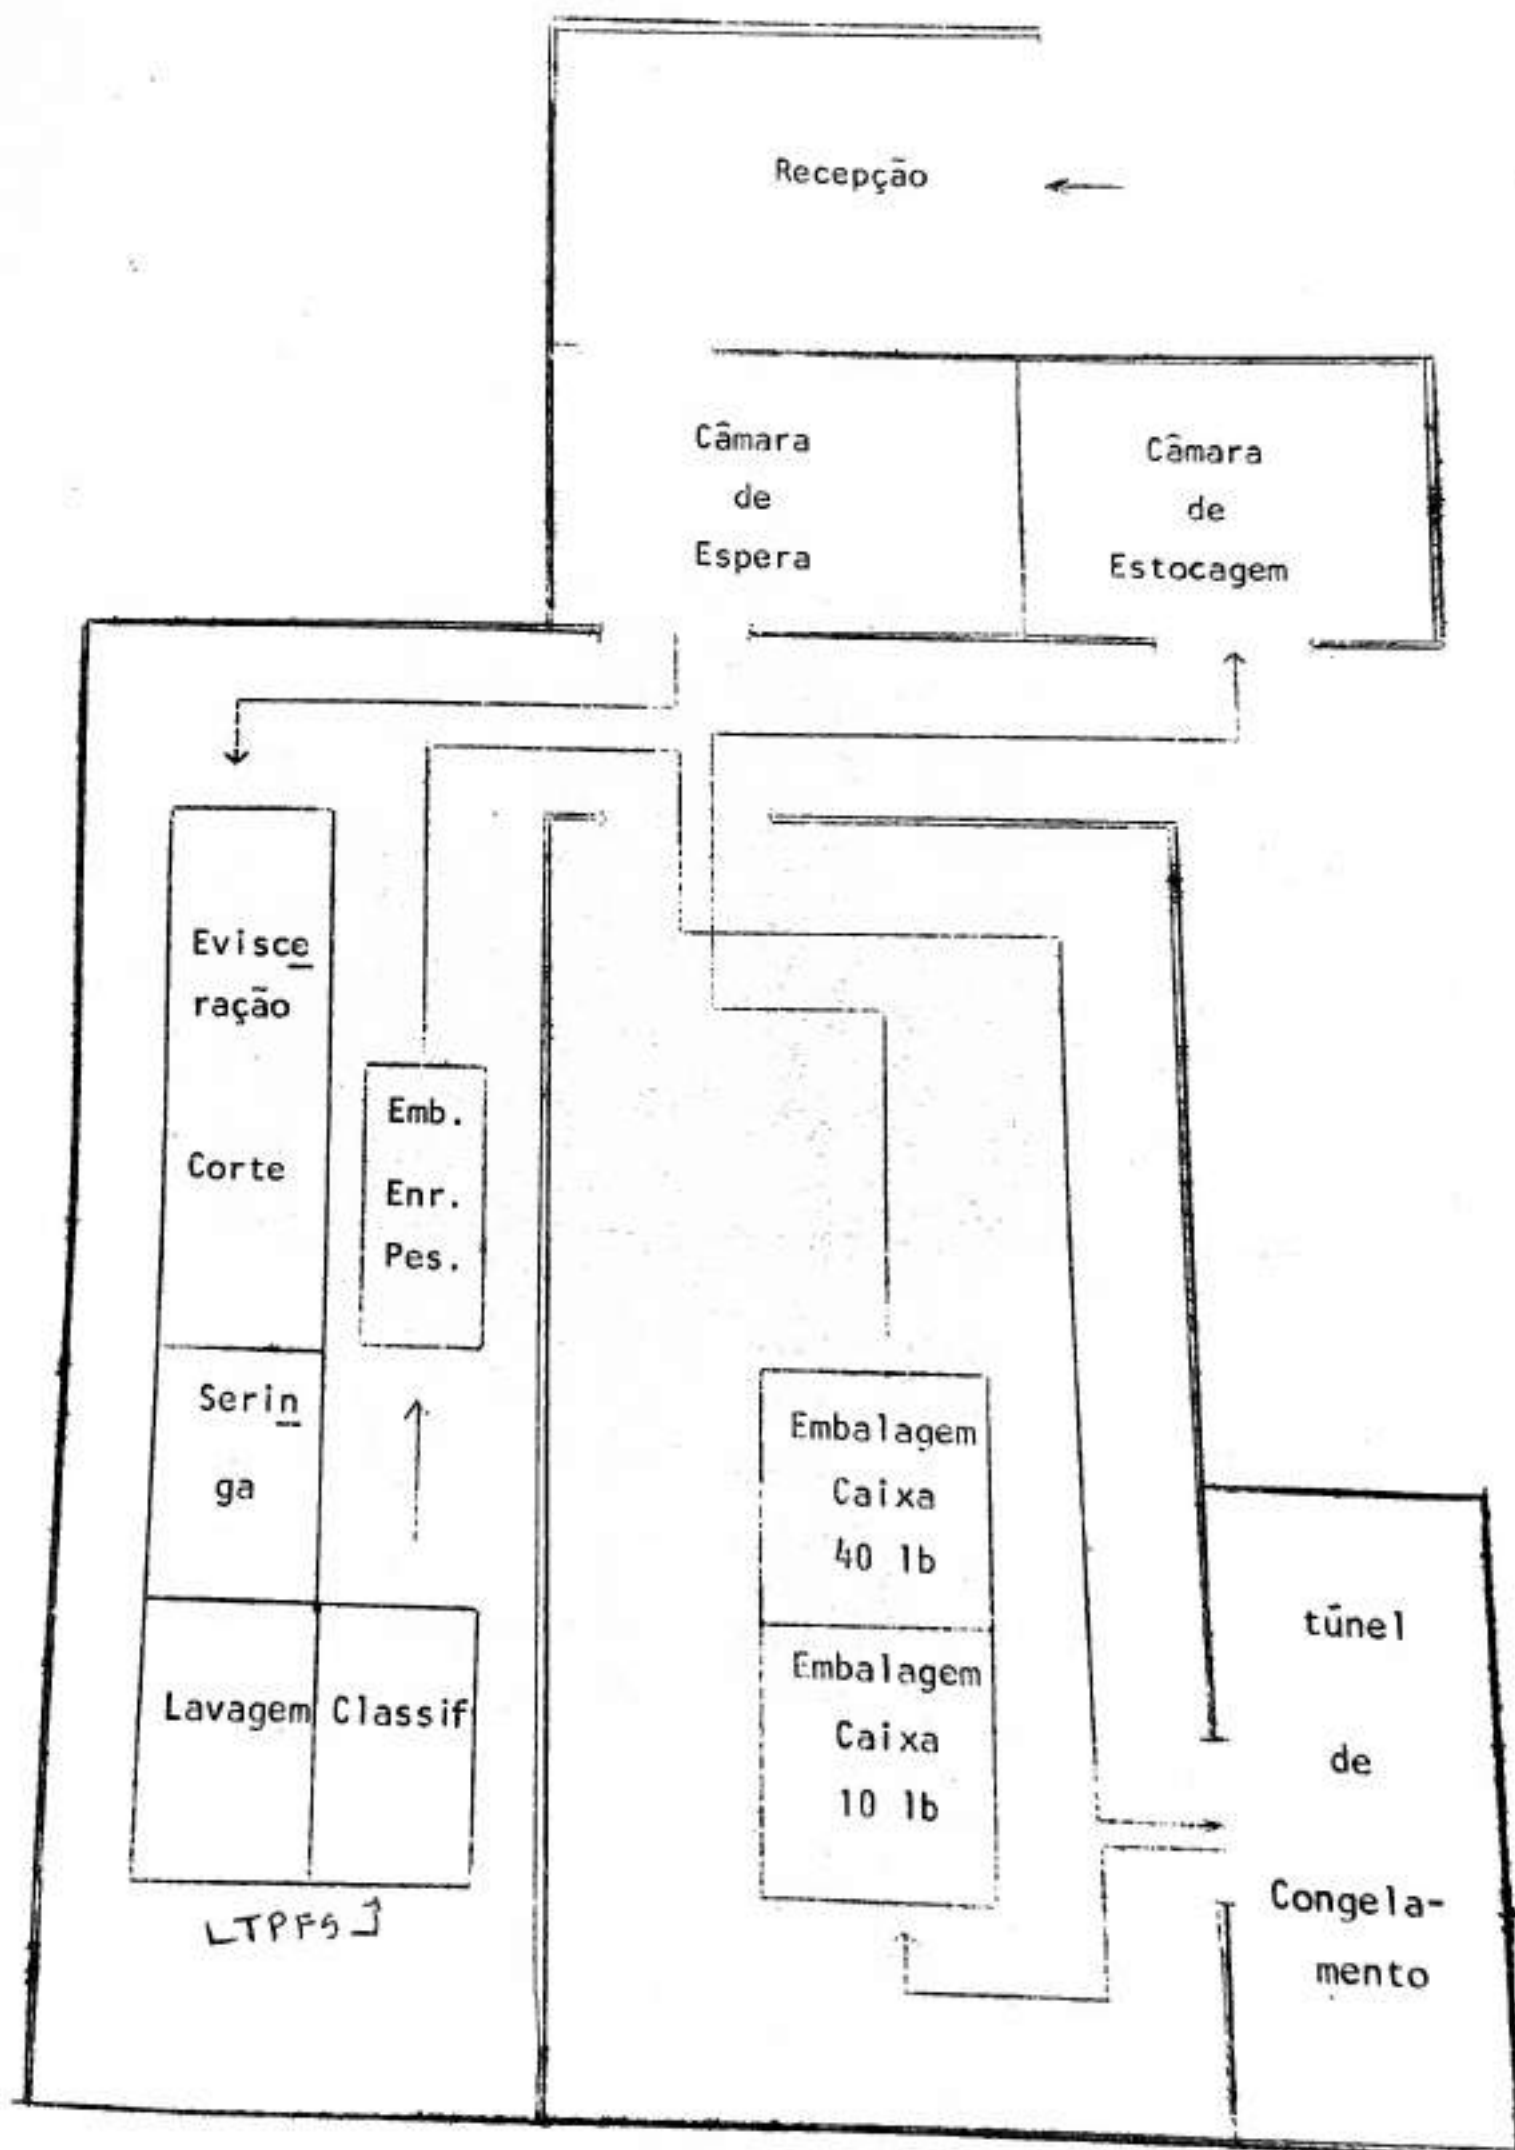 Recepção
Câmara
de
Espera
Câmara
de
Estocagem
Evisce
ração
Corte
Emb.
Enr.
Pes.
Serin
ga
Lavagem
Classif
LTPFS
Embalagem
Caixa
40 lb
Embalagem
Caixa
10 lb
túnel
de
Congela-
mento